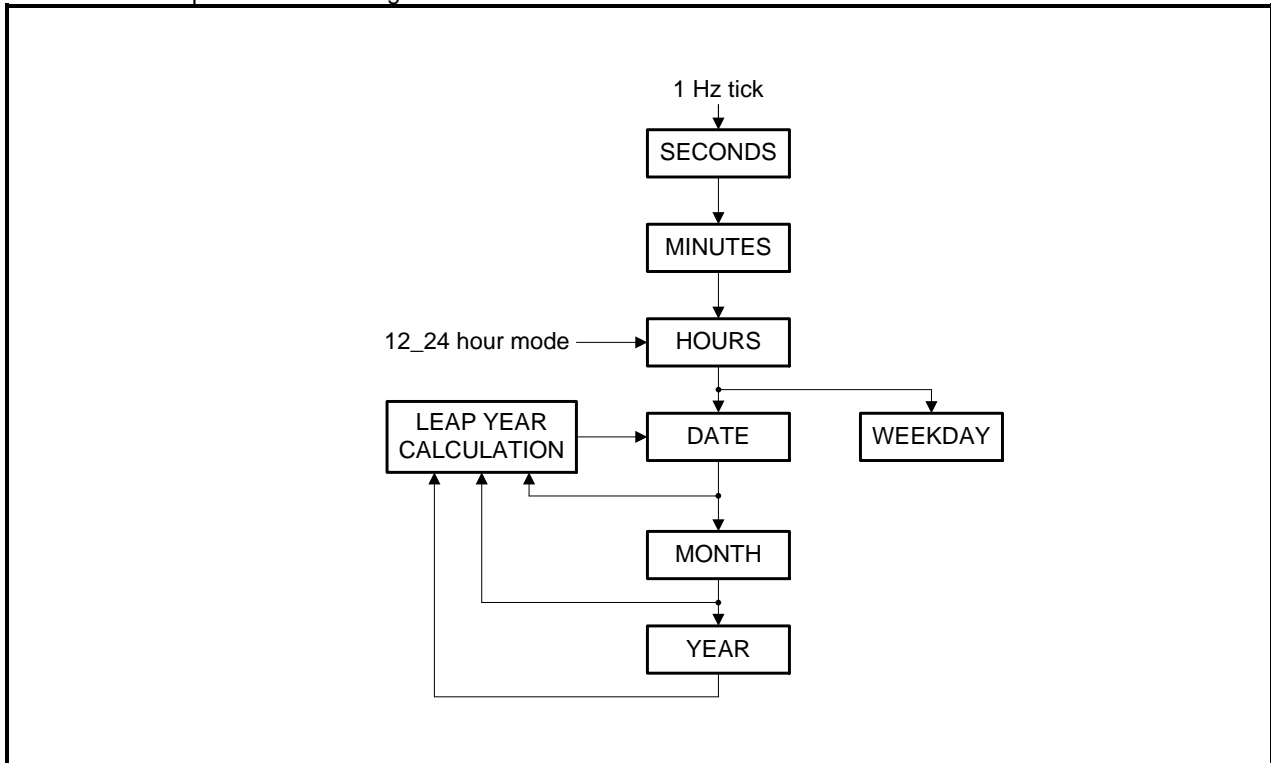 1 Hz tick
SECONDS
MINUTES
12_24 hour mode
HOURS
LEAP YEAR
CALCULATION
DATE
WEEKDAY
MONTH
YEAR